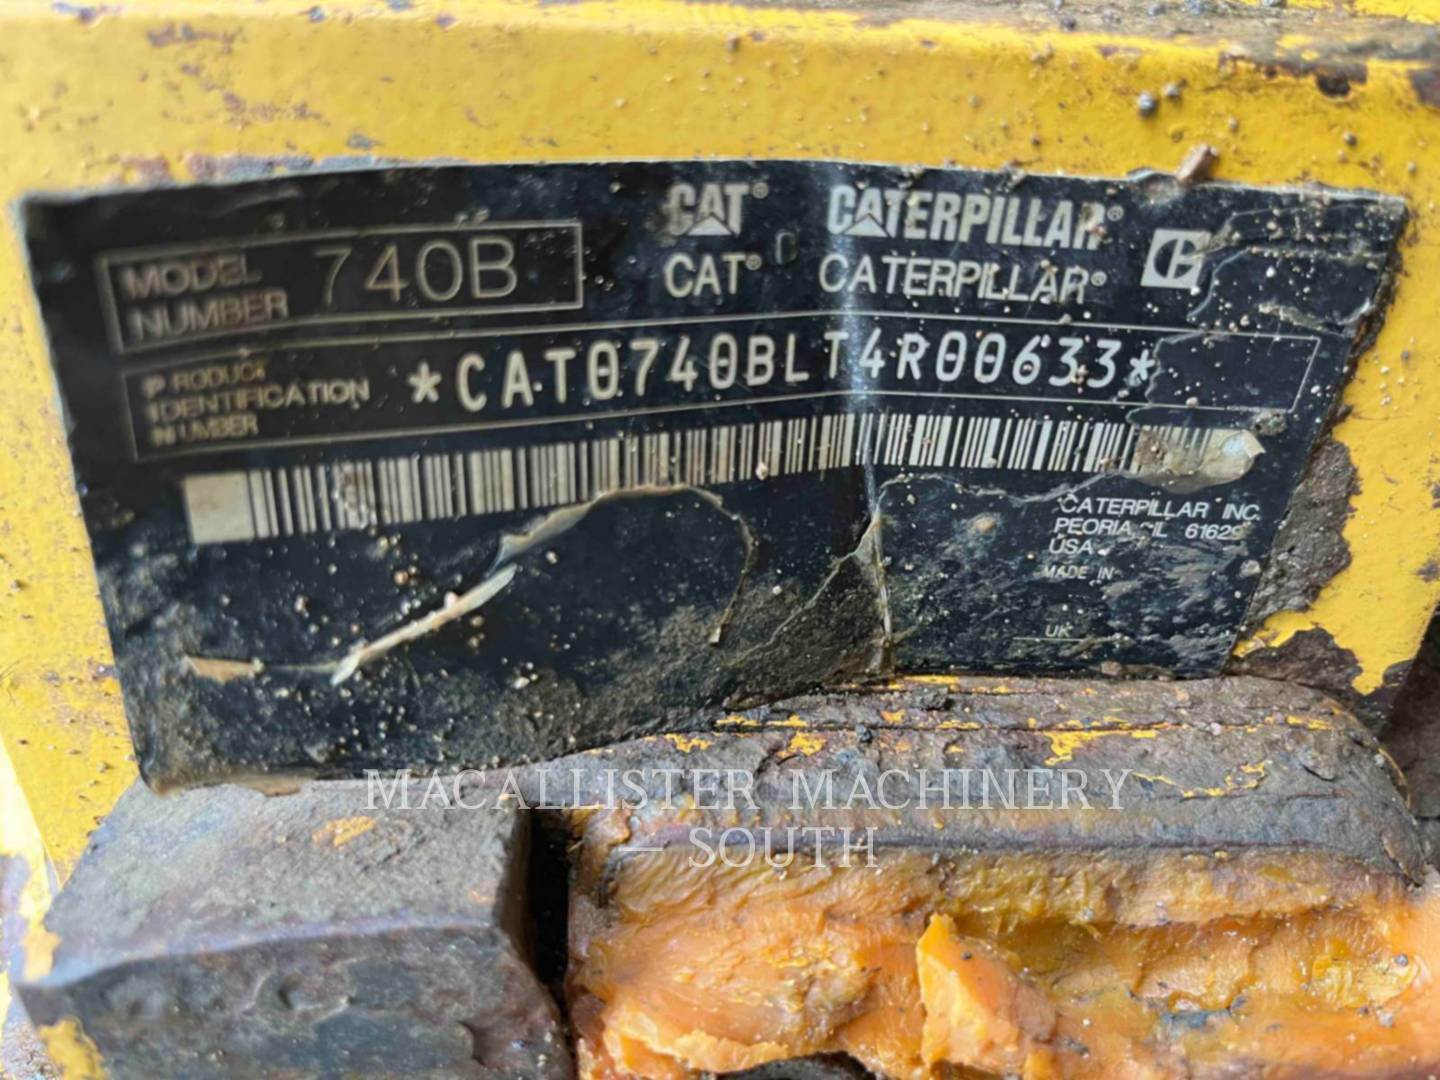 CAT® CATERPILLAR®
CAT® CATERPILLAR®
MODEL NUMBER 740B
PRODUCT IDENTIFICATION NUMBER *CAT0740BLT4R00633*
CATERPILLAR INC.
PEORIA, IL 61629
USA
MADE IN
UK
MACALLISTER MACHINERY
— SOUTH